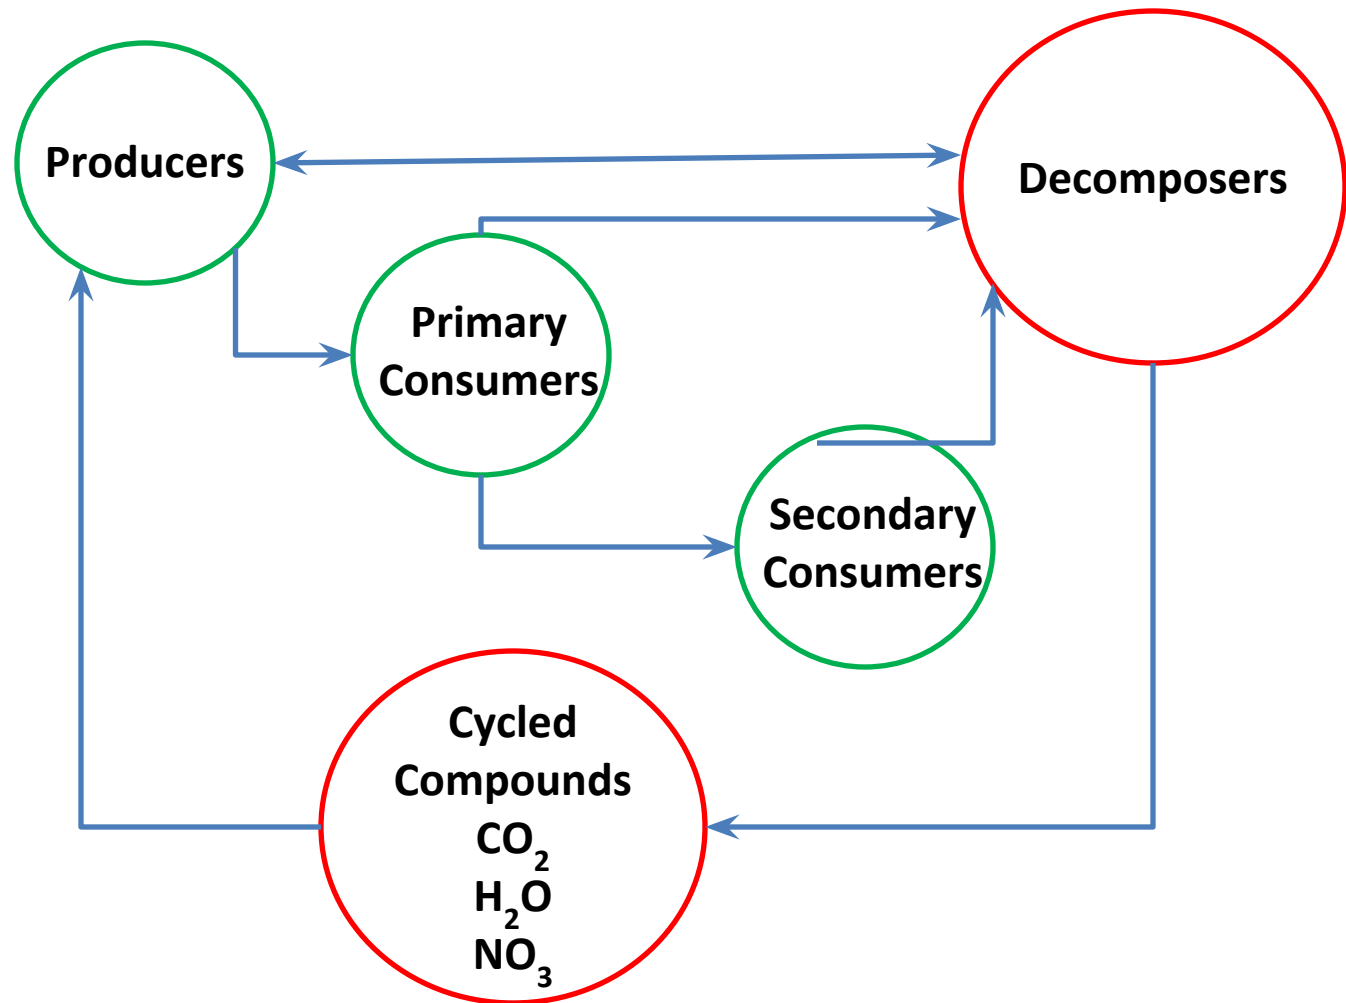 Producers
Decomposers
Primary
Consumers
Secondary
Consumers
Cycled
Compounds
CO₂
H₂O
NO₃